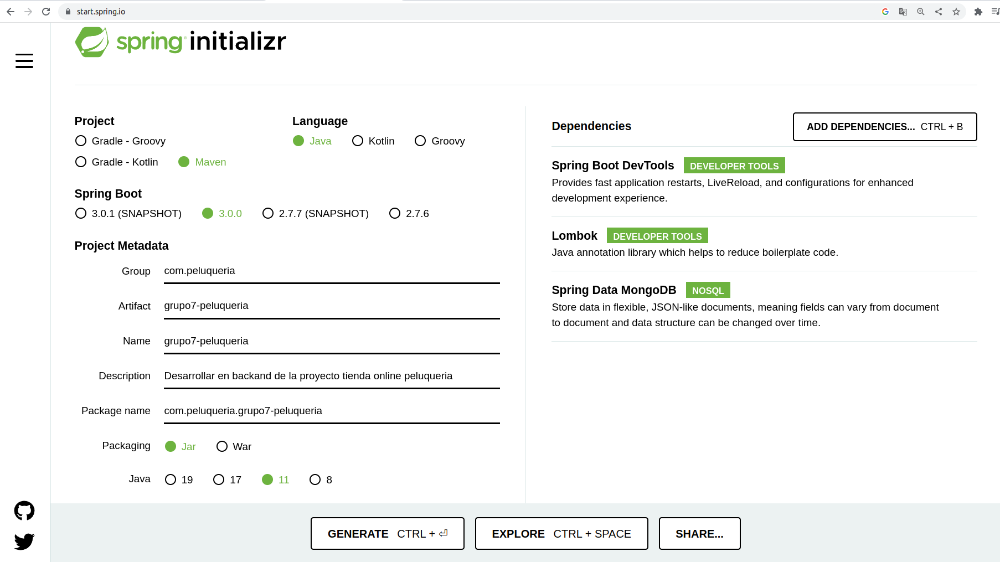 start.spring.io
spring initializr
Project
Gradle - Groovy
Gradle - Kotlin Maven
Language
Java Kotlin Groovy
Spring Boot
3.0.1 (SNAPSHOT) 3.0.0 2.7.7 (SNAPSHOT) 2.7.6
Project Metadata
Group com.peluqueria
Artifact grupo7-peluqueria
Name grupo7-peluqueria
Description Desarrollar en backand de la proyecto tienda online peluqueria
Package name com.peluqueria.grupo7-peluqueria
Packaging Jar War
Java 19 17 11 8
Dependencies ADD DEPENDENCIES... CTRL + B
Spring Boot DevTools DEVELOPER TOOLS
Provides fast application restarts, LiveReload, and configurations for enhanced
development experience.
Lombok DEVELOPER TOOLS
Java annotation library which helps to reduce boilerplate code.
Spring Data MongoDB NOSQL
Store data in flexible, JSON-like documents, meaning fields can vary from document
to document and data structure can be changed over time.
GENERATE CTRL + ⏎ EXPLORE CTRL + SPACE SHARE...